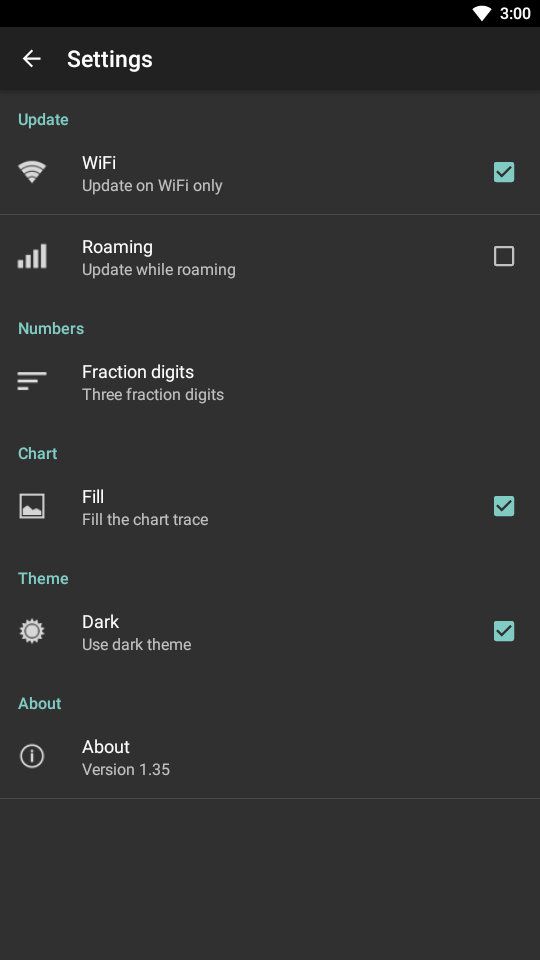 3:00
Settings
Update
WiFi
Update on WiFi only
Roaming
Update while roaming
Numbers
Fraction digits
Three fraction digits
Chart
Fill
Fill the chart trace
Theme
Dark
Use dark theme
About
About
Version 1.35